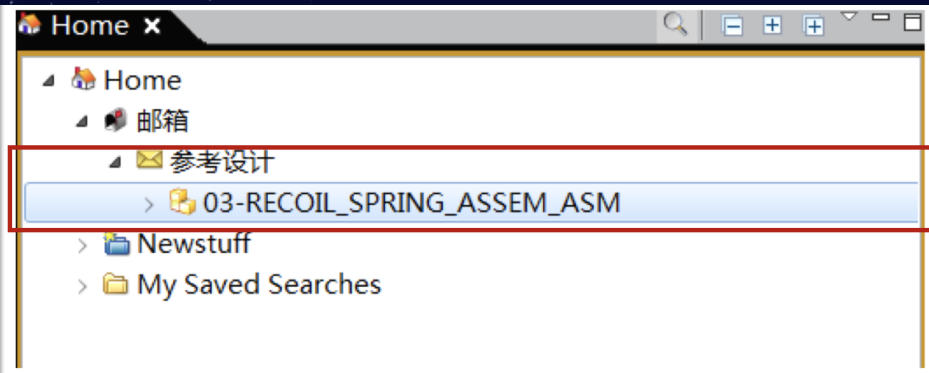 Home
Home
邮箱
参考设计
03-RECOIL_SPRING_ASSEM_ASM
Newstuff
My Saved Searches